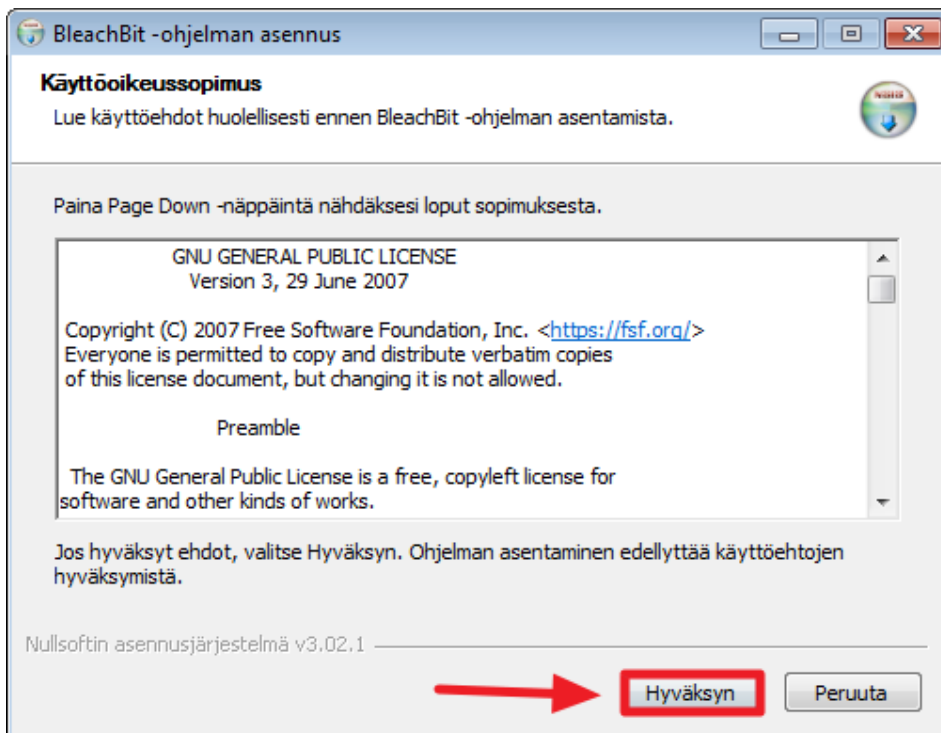 BleachBit -ohjelman asennus
Käyttöoikeussopimus
Lue käyttöehdot huolellisesti ennen BleachBit -ohjelman asentamista.
Paina Page Down -näppäintä nähdäksesi loput sopimuksesta.
GNU GENERAL PUBLIC LICENSE
Version 3, 29 June 2007
Copyright (C) 2007 Free Software Foundation, Inc. <https://fsf.org/>
Everyone is permitted to copy and distribute verbatim copies
of this license document, but changing it is not allowed.
Preamble
The GNU General Public License is a free, copyleft license for
software and other kinds of works.
Jos hyväksyt ehdot, valitse Hyväksyn. Ohjelman asentaminen edellyttää käyttöehtojen
hyväksymistä.
Nullsoftin asennusjärjestelmä v3.02.1
Hyväksyn
Peruuta